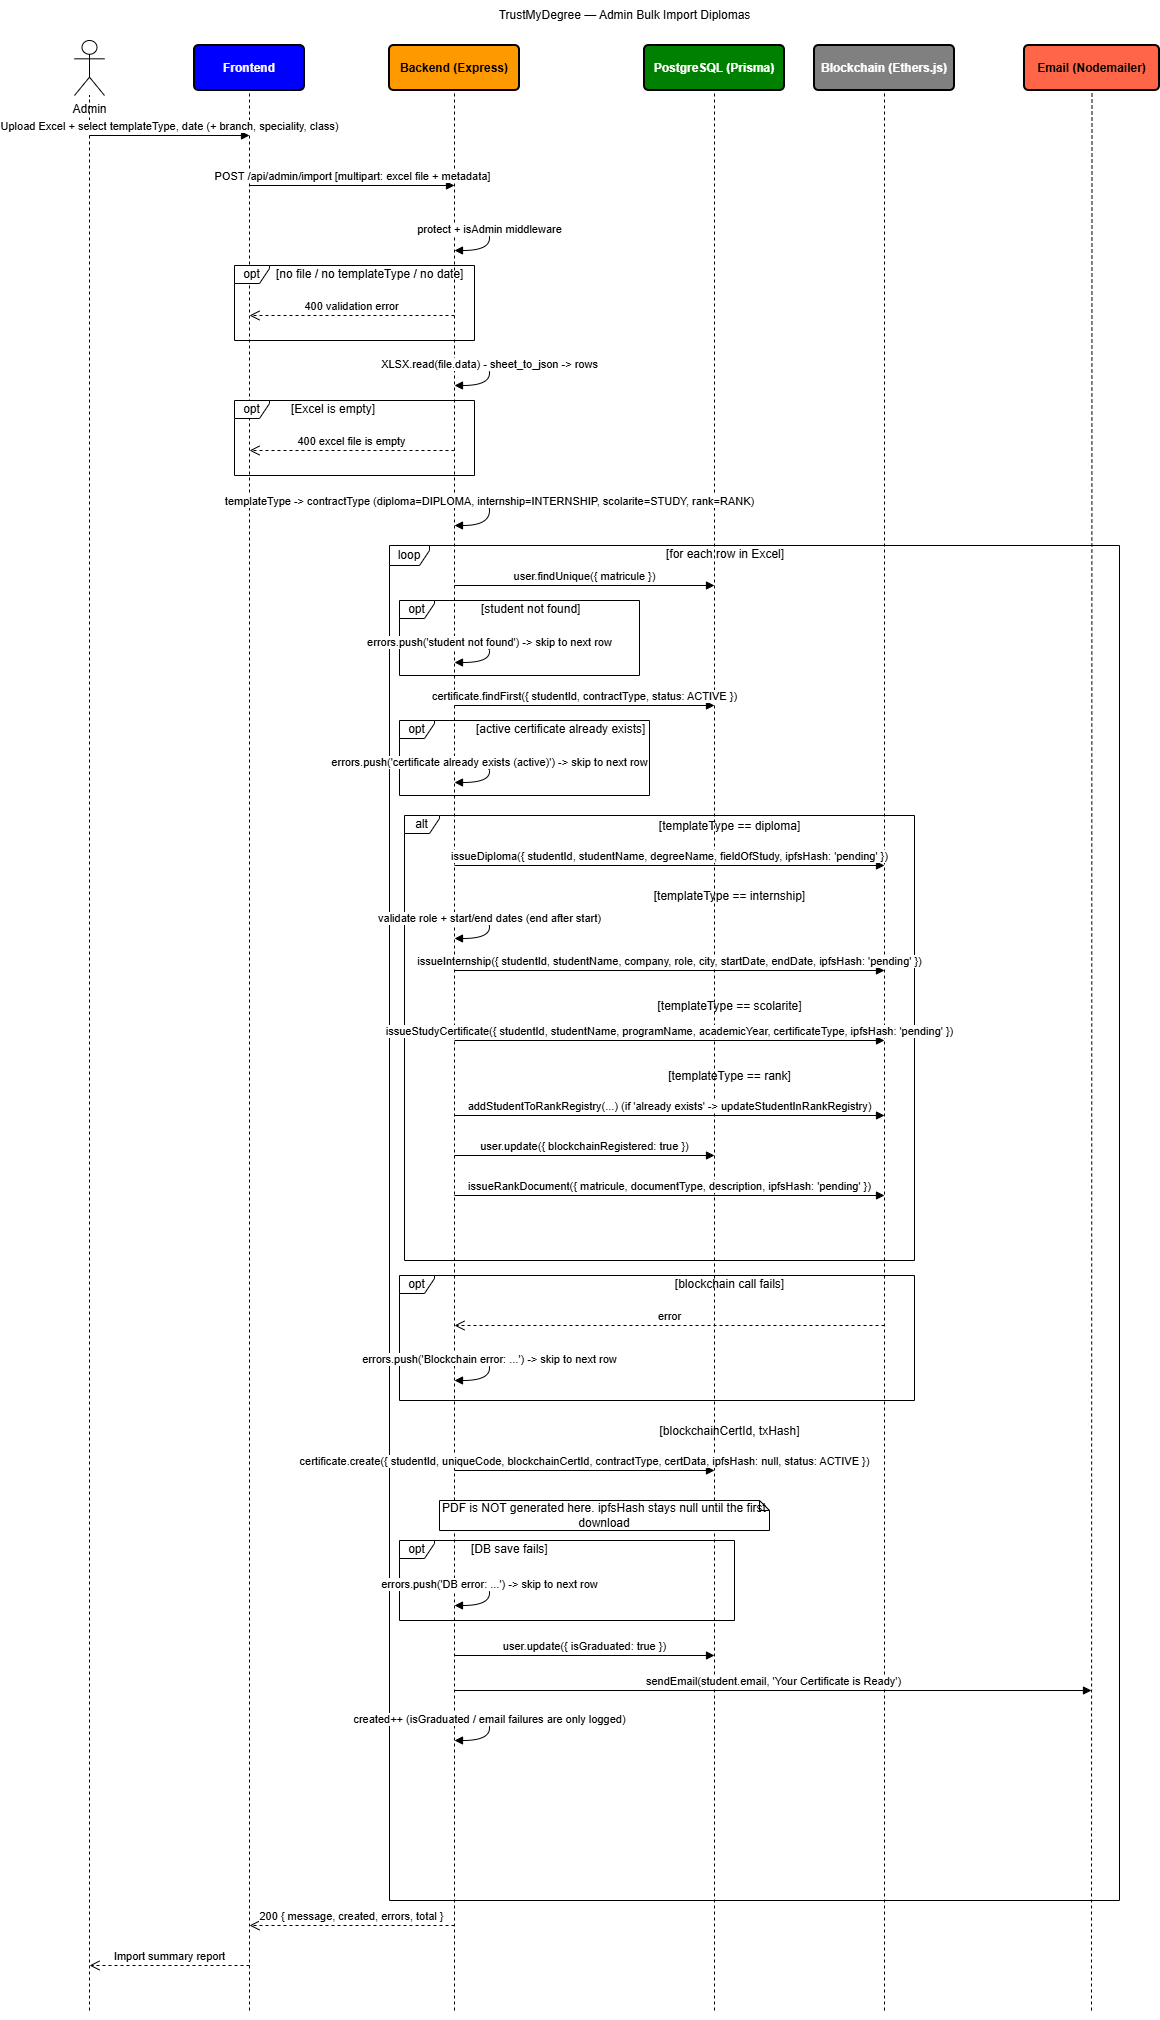 TrustMyDegree — Admin Bulk Import Diplomas
Frontend
Backend (Express)
PostgreSQL (Prisma)
Blockchain (Ethers.js)
Email (Nodemailer)
Admin
Upload Excel + select templateType, date (+ branch, speciality, class)
POST /api/admin/import [multipart: excel file + metadata]
protect + isAdmin middleware
opt
[no file / no templateType / no date]
400 validation error
XLSX.read(file.data) - sheet_to_json -> rows
opt
[Excel is empty]
400 excel file is empty
templateType -> contractType (diploma=DIPLOMA, internship=INTERNSHIP, scolarite=STUDY, rank=RANK)
loop
[for each row in Excel]
user.findUnique({ matricule })
opt
[student not found]
errors.push('student not found') -> skip to next row
certificate.findFirst({ studentId, contractType, status: ACTIVE })
opt
[active certificate already exists]
errors.push('certificate already exists (active)') -> skip to next row
alt
[templateType == diploma]
issueDiploma({ studentId, studentName, degreeName, fieldOfStudy, ipfsHash: 'pending' })
[templateType == internship]
validate role + start/end dates (end after start)
issueInternship({ studentId, studentName, company, role, city, startDate, endDate, ipfsHash: 'pending' })
[templateType == scolarite]
issueStudyCertificate({ studentId, studentName, programName, academicYear, certificateType, ipfsHash: 'pending' })
[templateType == rank]
addStudentToRankRegistry(...) (if 'already exists' -> updateStudentInRankRegistry)
user.update({ blockchainRegistered: true })
issueRankDocument({ matricule, documentType, description, ipfsHash: 'pending' })
opt
[blockchain call fails]
error
errors.push('Blockchain error: ...') -> skip to next row
[blockchainCertId, txHash]
certificate.create({ studentId, uniqueCode, blockchainCertId, contractType, certData, ipfsHash: null, status: ACTIVE })
PDF is NOT generated here. ipfsHash stays null until the first
download
opt
[DB save fails]
errors.push('DB error: ...') -> skip to next row
user.update({ isGraduated: true })
sendEmail(student.email, 'Your Certificate is Ready')
created++ (isGraduated / email failures are only logged)
200 { message, created, errors, total }
Import summary report